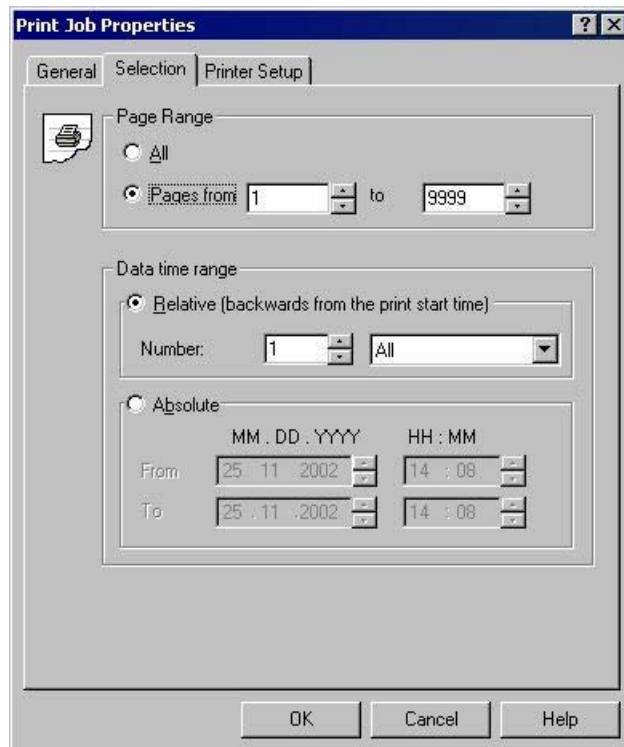 Print Job Properties
General Selection Printer Setup
Page Range
All
Pages from 1 to 9999
Data time range
Relative (backwards from the print start time)
Number: 1 All
Absolute
MM . DD . YYYY HH : MM
From 25 11 2002 14 : 08
To 25 . 11 .2002 14 : 08
OK Cancel Help